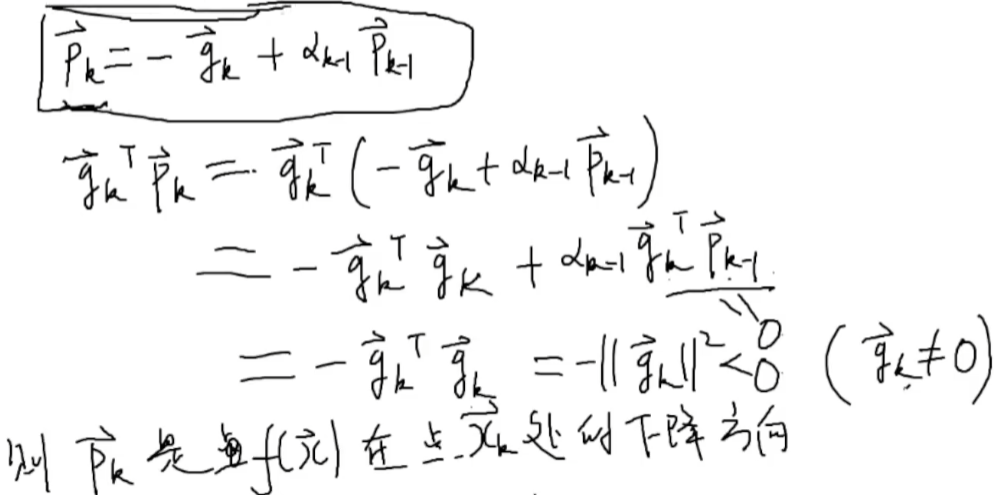 $\vec{p}_k = -\vec{g}_k + \alpha_{k-1} \vec{p}_{k-1}$
$\vec{g}_k^T \vec{p}_k = \vec{g}_k^T (-\vec{g}_k + \alpha_{k-1} \vec{p}_{k-1})$
$= -\vec{g}_k^T \vec{g}_k + \alpha_{k-1} \vec{g}_k^T \vec{p}_{k-1}$
$0$
$= -\vec{g}_k^T \vec{g}_k = -\|\vec{g}_k\|^2 < 0 \quad (\vec{g}_k \neq 0)$
则 $\vec{p}_k$ 是 $f(\vec{x})$ 在点 $\vec{x}_k$ 处的下降方向